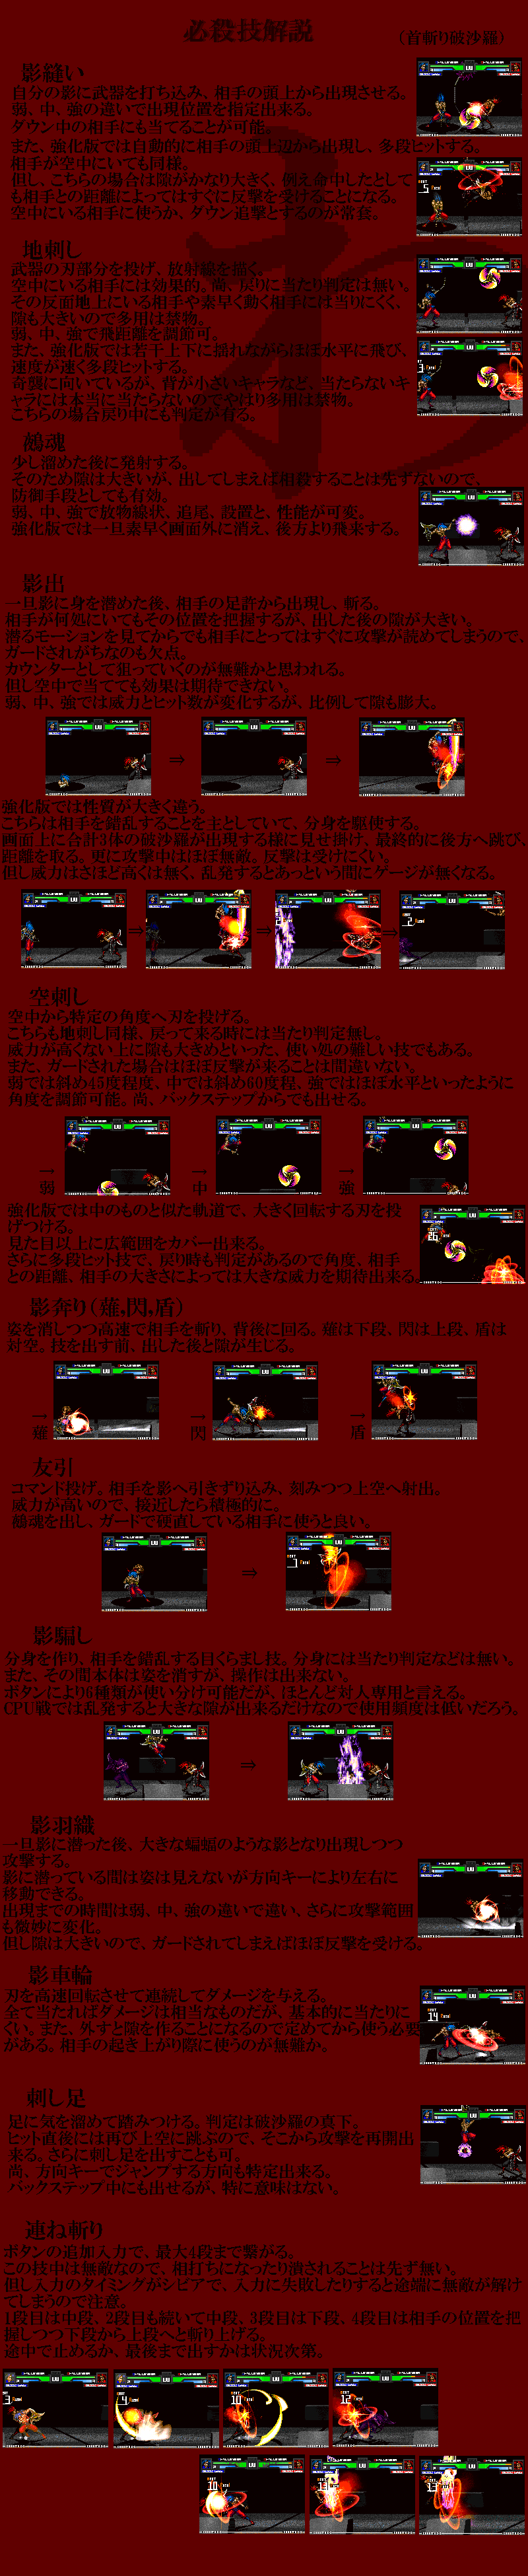 必殺技解説
(首斬り破沙羅)
影縫い
自分の影に武器を打ち込み、相手の頭上から出現させる。
弱、中、強の違いで出現位置を指定出来る。
ダウン中の相手にも当てることが可能。
また、強化版では自動的に相手の頭上辺から出現し、多段ヒットする。
相手が空中にいても同様。
但し、こちらの場合は隙がかなり大きく、例え命中したとして
も相手との距離によってはすぐに反撃を受けることになる。
空中にいる相手に使うか、ダウン追撃とするのが常套。
地刺し
武器の刃部分を投げ、放射線を描く。
空中にいる相手には効果的。尚、戻りに当たり判定は無い。
その反面地上にいる相手や素早く動く相手には当りにくく、
隙も大きいので多用は禁物。
弱、中、強で飛距離を調節可。
また、強化版では若干上下に揺れながらほぼ水平に飛び、
速度が速く多段ヒットする。
奇襲に向いているが、背が小さいキャラなど、当たらないキ
ャラには本当に当たらないのでやはり多用は禁物。
こちらの場合戻り中にも判定が有る。
鵺魂
少し溜めた後に発射する。
そのため隙は大きいが、出してしまえば相殺することは先ずないので、
防御手段としても有効。
弱、中、強で放物線状、追尾、設置と、性能が可変。
強化版では一旦素早く画面外に消え、後方より飛来する。
影出
一旦影に身を潜めた後、相手の足許から出現し、斬る。
相手が何処にいてもその位置を把握するが、出した後の隙が大きい。
潜るモーションを見てからでも相手にとってはすぐに攻撃が読めてしまうので、
ガードされがちなのも欠点。
カウンターとして狙っていくのが無難かと思われる。
但し空中で当てても効果は期待できない。
弱、中、強では威力とヒット数が変化するが、比例して隙も膨大。
⇒ ⇒
強化版では性質が大きく違う。
こちらは相手を錯乱することを主としていて、分身を駆使する。
画面上に合計3体の破沙羅が出現する様に見せ掛け、最終的に後方へ跳び、
距離を取る。更に攻撃中はほぼ無敵。反撃は受けにくい。
但し威力はさほど高くは無く、乱発するとあっという間にゲージが無くなる。
⇒ ⇒ ⇒
空刺し
空中から特定の角度へ刃を投げる。
こちらも地刺し同様、戻って来る時には当たり判定無し。
威力が高くない上に隙も大きめといった、使い処の難しい技でもある。
また、ガードされた場合はほぼ反撃が来ることは間違いない。
弱では斜め45度程度、中では斜め60度程、強ではほぼ水平といったように
角度を調節可能。尚、バックステップからでも出せる。
→弱 →中 →強
強化版では中のものと似た軌道で、大きく回転する刃を投
げつける。
見た目以上に広範囲をカバー出来る。
さらに多段ヒット技で、戻り時も判定があるので角度、相手
との距離、相手の大きさによっては大きな威力を期待出来る。
影奔り(薙,閃,盾)
姿を消しつつ高速で相手を斬り、背後に回る。薙は下段、閃は上段、盾は
対空。技を出す前、出した後と隙が生じる。
→薙 →閃 →盾
友引
コマンド投げ。相手を影へ引きずり込み、刻みつつ上空へ射出。
威力が高いので、接近したら積極的に。
鵺魂を出し、ガードで硬直している相手に使うと良い。
⇒
影騙し
分身を作り、相手を錯乱する目くらまし技。分身には当たり判定などは無い。
また、その間本体は姿を消すが、操作は出来ない。
ボタンにより6種類が使い分け可能だが、ほとんど対人専用と言える。
CPU戦では乱発すると大きな隙が出来るだけなので使用頻度は低いだろう。
⇒
影羽織
一旦影に潜った後、大きな蝙蝠のような影となり出現しつつ
攻撃する。
影に潜っている間は姿は見えないが方向キーにより左右に
移動できる。
出現までの時間は弱、中、強の違いで違い、さらに攻撃範囲
も微妙に変化。
但し隙は大きいので、ガードされてしまえばほぼ反撃を受ける。
影車輪
刃を高速回転させて連続してダメージを与える。
全て当たればダメージは相当なものだが、基本的に当たりに
くい。また、外すと隙を作ることになるので定めてから使う必要
がある。相手の起き上がり際に使うのが無難か。
刺し足
足に気を溜めて踏みつける。判定は破沙羅の真下。
ヒット直後には再び上空に跳ぶので、そこから攻撃を再開出
来る。さらに刺し足を出すことも可。
尚、方向キーでジャンプする方向も特定出来る。
バックステップ中にも出せるが、特に意味はない。
連ね斬り
ボタンの追加入力で、最大4段まで繋がる。
この技中は無敵なので、相打ちになったり潰されることは先ず無い。
但し入力のタイミングがシビアで、入力に失敗したりすると途端に無敵が解け
てしまうので注意。
1段目は中段、2段目も続いて中段、3段目は下段、4段目は相手の位置を把
握しつつ下段から上段へと斬り上げる。
途中で止めるか、最後まで出すかは状況次第。